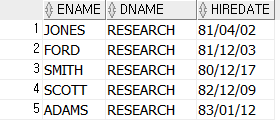 ENAME DNAME HIREDATE
1 JONES RESEARCH 81/04/02
2 FORD RESEARCH 81/12/03
3 SMITH RESEARCH 80/12/17
4 SCOTT RESEARCH 82/12/09
5 ADAMS RESEARCH 83/01/12